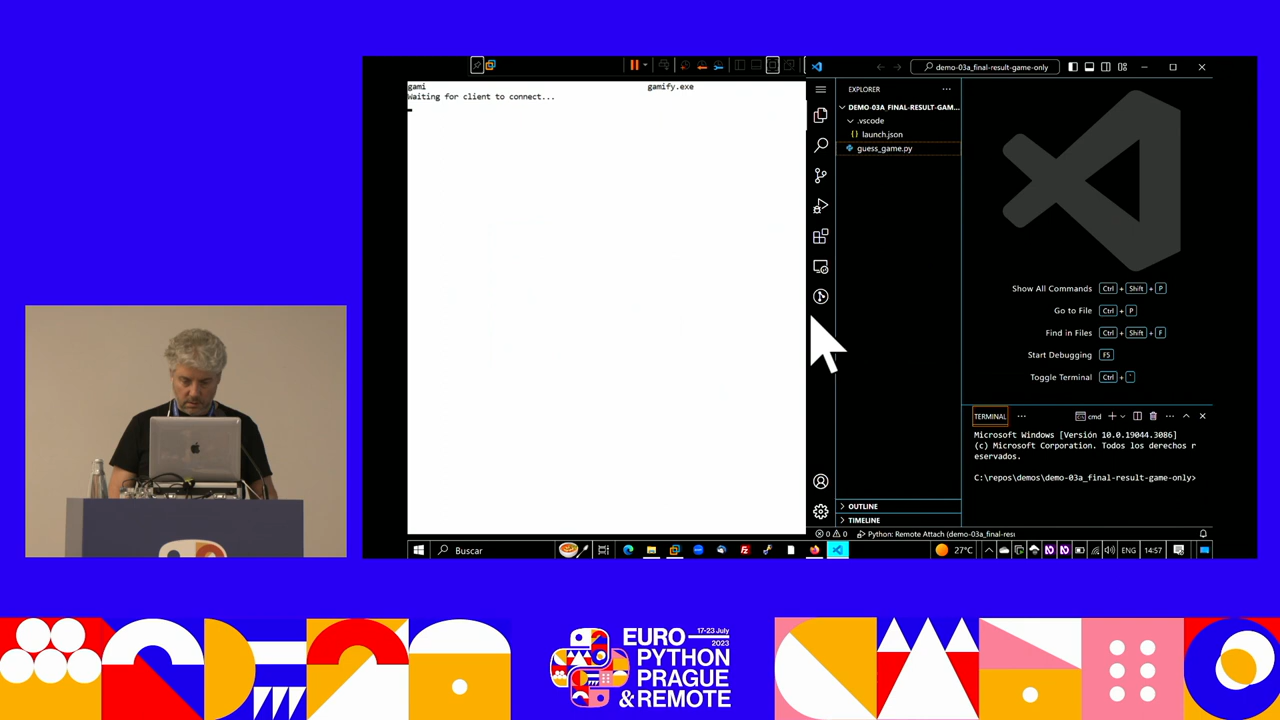 gami
gamify.exe
Waiting for client to connect...
demo-03a_final-result-game-only
EXPLORER
DEMO-03A_FINAL-RESULT-GAM...
.vscode
launch.json
guess_game.py
Show All Commands Ctrl + Shift + P
Go to File Ctrl + P
Find in Files Ctrl + Shift + F
Start Debugging F5
Toggle Terminal Ctrl + `
TERMINAL
cmd
Microsoft Windows [Versión 10.0.19044.3086]
(c) Microsoft Corporation. Todos los derechos r
eservados.
C:\repos\demos\demo-03a_final-result-game-only>
OUTLINE
TIMELINE
0 0
Python: Remote Attach (demo-03a_final-res
Buscar
27°C
ENG
14:57
17-23 July
2023
EURO
PYTHON
PRAGUE
& REMOTE